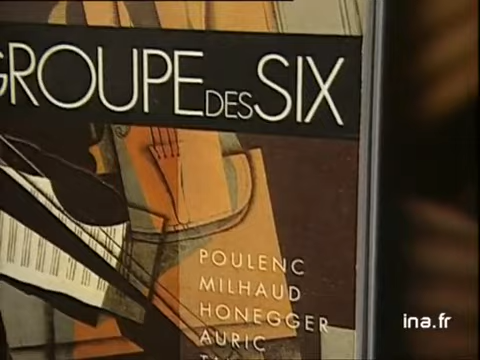 GROUPE DES SIX
POULENC
MILHAUD
HONEGGER
AURIC
ina.fr